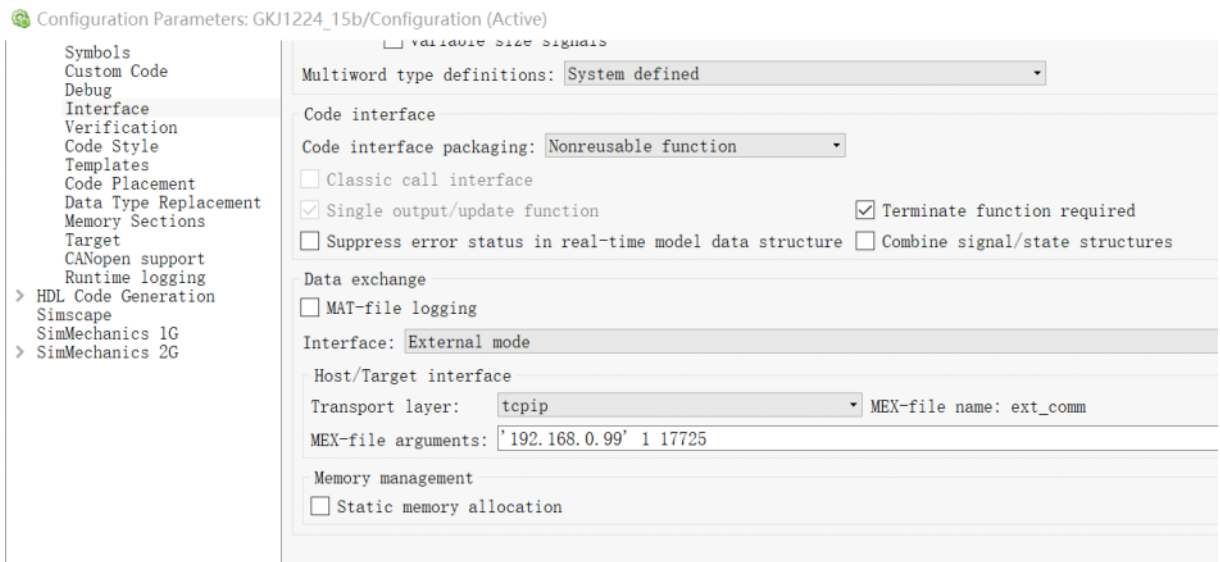 Configuration Parameters: GKJ1224_15b/Configuration (Active)
Symbols
Custom Code
Debug
Interface
Verification
Code Style
Templates
Code Placement
Data Type Replacement
Memory Sections
Target
CANopen support
Runtime logging
HDL Code Generation
Simscape
SimMechanics 1G
SimMechanics 2G
Variable size signals
Multiword type definitions: System defined
Code interface
Code interface packaging: Nonreusable function
Classic call interface
Single output/update function Terminate function required
Suppress error status in real-time model data structure Combine signal/state structures
Data exchange
MAT-file logging
Interface: External mode
Host/Target interface
Transport layer: tcpip MEX-file name: ext_comm
MEX-file arguments: '192.168.0.99' 1 17725
Memory management
Static memory allocation